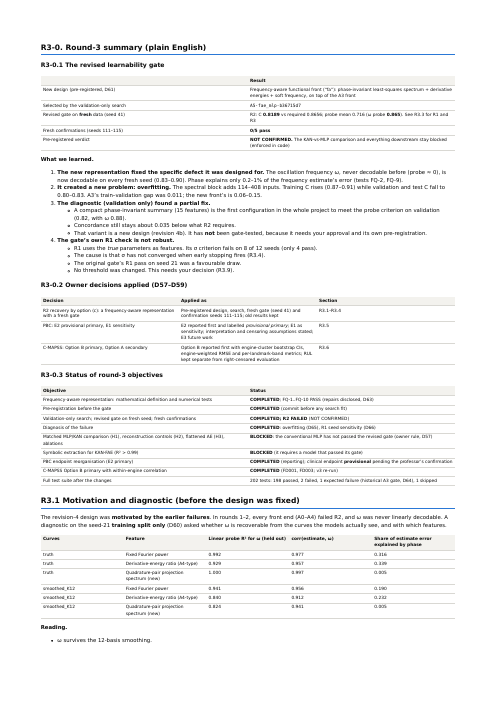 R3-0. Round-3 summary (plain English)
R3-0.1 The revised learnability gate
Result
New design (pre-registered, D61) Frequency-aware functional front ("fa"): phase-invariant least-squares spectrum + derivative
energies + soft frequency, on top of the A3 front
Selected by the validation-only search
Revised gate on fresh data (seed 41) R2: C 0.8189 vs required 0.8656; probe mean 0.716 (ω probe 0.865). See R3.3 for R1 and
R3
Fresh confirmations (seeds 111–115) 0/5 pass
Pre-registered verdict NOT CONFIRMED. The KAN-vs-MLP comparison and everything downstream stay blocked
(enforced in code)
What we learned.
1. The new representation fixed the specific defect it was designed for. The oscillation frequency ω, never decodable before (probe ≈ 0), is
now decodable on every fresh seed (0.83–0.90). Phase explains only 0.2–1% of the frequency estimate's error (tests FQ-2, FQ-9).
2. It created a new problem: overfitting. The spectral block adds 114–408 inputs. Training C rises (0.87–0.91) while validation and test C fall to
0.80–0.83. A3's train–validation gap was 0.011; the new front's is 0.06–0.15.
3. The diagnostic (validation only) found a partial fix.
A compact phase-invariant summary (15 features) is the first configuration in the whole project to meet the probe criterion on validation
(0.82, with ω 0.88).
Concordance still stays about 0.035 below what R2 requires.
That variant is a new design (revision 4b). It has not been gate-tested, because it needs your approval and its own pre-registration.
4. The gate's own R1 check is not robust.
R1 uses the true parameters as features. Its α criterion fails on 8 of 12 seeds (only 4 pass).
The cause is that α has not converged when early stopping fires (R3.4).
The original gate's R1 pass on seed 21 was a favourable draw.
No threshold was changed. This needs your decision (R3.9).
R3-0.2 Owner decisions applied (D57–D59)
Decision Applied as Section
R2 recovery by option (c): a frequency-aware representation
with a fresh gate
Pre-registered design, search, fresh gate (seed 41) and
confirmation seeds 111–115; old results kept
R3.1–R3.4
PBC: E2 provisional primary, E1 sensitivity E2 reported first and labelled provisional primary; E1 as
sensitivity; interpretation and censoring assumptions stated;
E3 future work
R3.5
C-MAPSS: Option B primary, Option A secondary Option B reported first with engine-cluster bootstrap CIs,
engine-weighted RMSE and per-landmark-band metrics; RUL
kept separate from right-censored evaluation
R3.6
R3-0.3 Status of round-3 objectives
Objective Status
Frequency-aware representation: mathematical definition and numerical tests COMPLETED; FQ-1..FQ-10 PASS (repairs disclosed, D63)
Pre-registration before the gate COMPLETED (commit before any search fit)
Validation-only search; revised gate on fresh seed; fresh confirmations COMPLETED; R2 FAILED (NOT CONFIRMED)
Diagnosis of the failure COMPLETED: overfitting (D65), R1 seed sensitivity (D66)
Matched MLP/KAN comparison (H1), reconstruction controls (H2), flattened AE (H3),
ablations
BLOCKED: the conventional MLP has not passed the revised gate (owner rule, D57)
Symbolic extraction for KAN-FAE (R² > 0.99) BLOCKED (it requires a model that passed its gate)
PBC endpoint reorganisation (E2 primary) COMPLETED (reporting); clinical endpoint provisional pending the professor's confirmation
C-MAPSS Option B primary with within-engine correlation COMPLETED (FD001, FD003; v3 re-run)
Full test suite after the changes 202 tests: 198 passed, 2 failed, 1 expected failure (historical A3 gate, D64), 1 skipped
R3.1 Motivation and diagnostic (before the design was fixed)
The revision-4 design was motivated by the earlier failures. In rounds 1–2, every front end (A0–A4) failed R2, and ω was never linearly decodable. A
diagnostic on the seed-21 training split only (D60) asked whether ω is recoverable from the curves the models actually see, and with which features.
Curves Feature Linear probe R² for ω (held out) corr(estimate, ω) Share of estimate error
explained by phase
truth Fixed Fourier power 0.992 0.977 0.316
truth Derivative-energy ratio (A4-type) 0.929 0.957 0.339
truth Quadrature-pair projection
spectrum (new)
1.000 0.997 0.005
smoothed_K12 Fixed Fourier power 0.941 0.956 0.190
smoothed_K12 Derivative-energy ratio (A4-type) 0.840 0.912 0.232
smoothed_K12 Quadrature-pair projection
spectrum (new)
0.824 0.941 0.005
Reading.
ω survives the 12-basis smoothing.